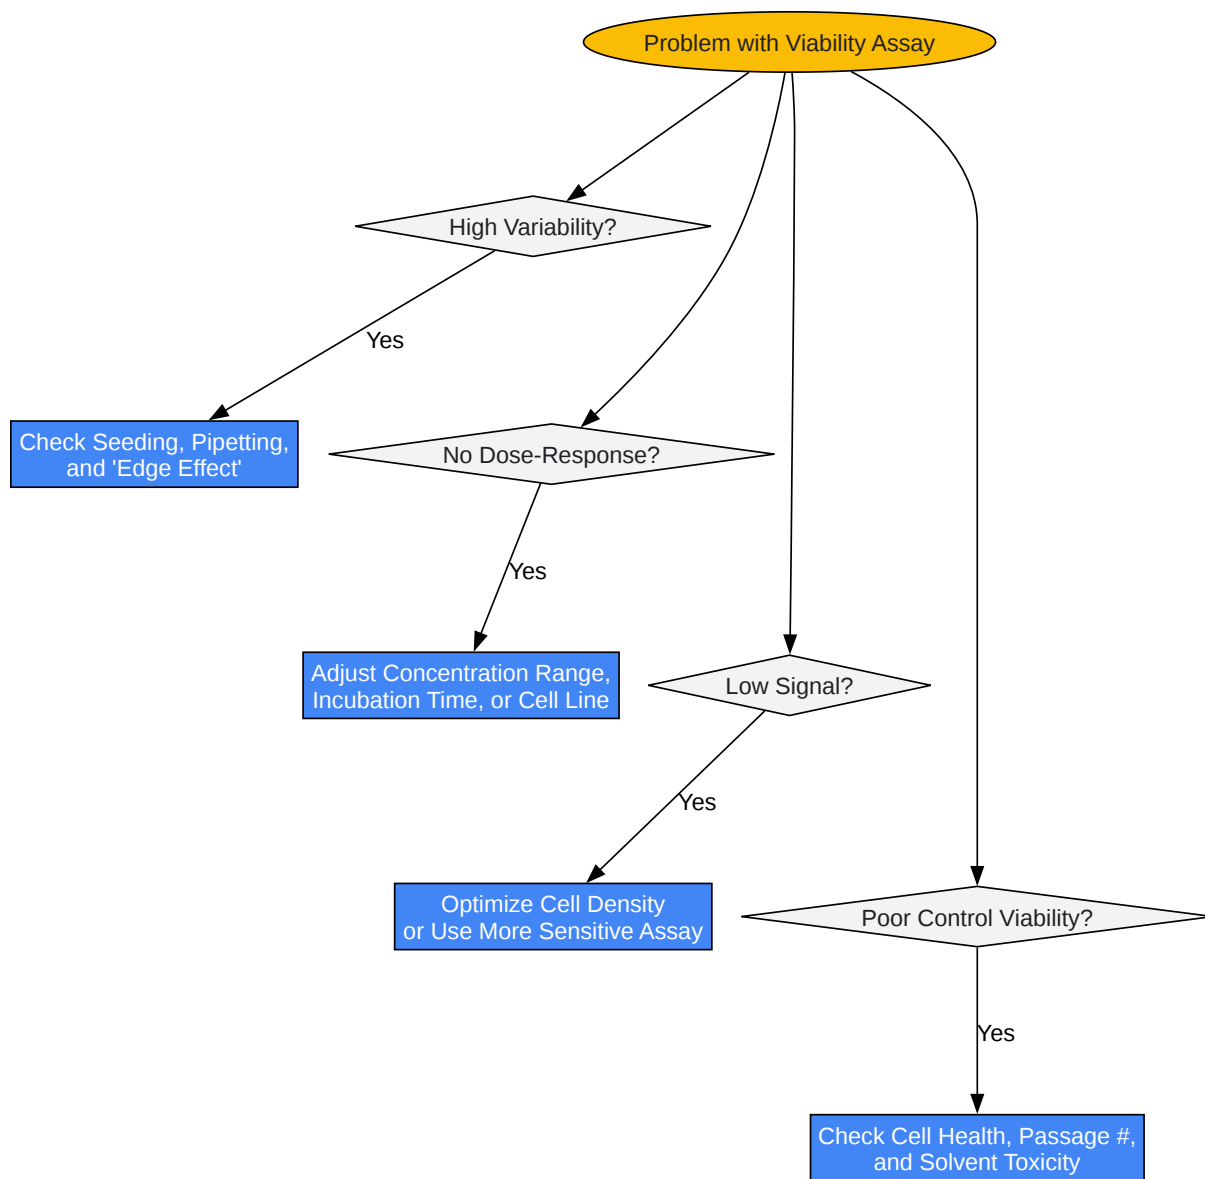 Problem with Viability Assay
High Variability?
Yes
Check Seeding, Pipetting,
and 'Edge Effect'
No Dose-Response?
Yes
Adjust Concentration Range,
Incubation Time, or Cell Line
Low Signal?
Yes
Optimize Cell Density
or Use More Sensitive Assay
Poor Control Viability?
Yes
Check Cell Health, Passage #,
and Solvent Toxicity